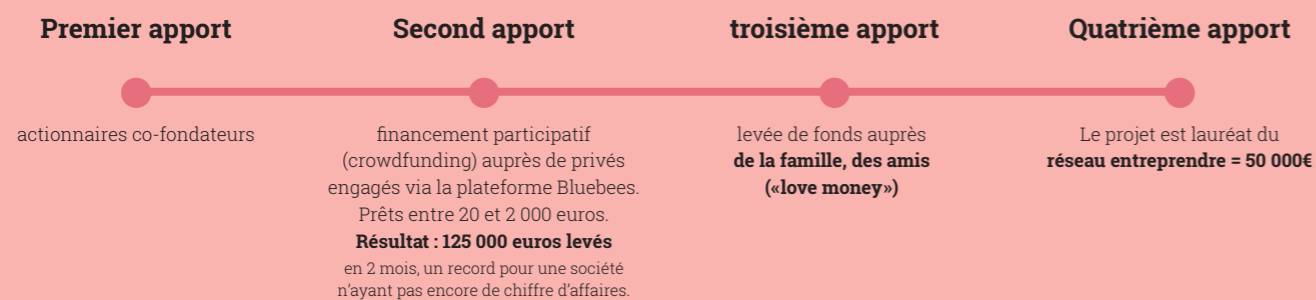 Premier apport
actionnaires co-fondateurs
Second apport
financement participatif
(crowdfunding) auprès de privés
engagés via la plateforme Bluebees.
Prêts entre 20 et 2 000 euros.
Résultat : 125 000 euros levés
en 2 mois, un record pour une société
n'ayant pas encore de chiffre d'affaires.
troisième apport
levée de fonds auprès
de la famille, des amis
(«love money»)
Quatrième apport
Le projet est lauréat du
réseau entreprendre = 50 000€